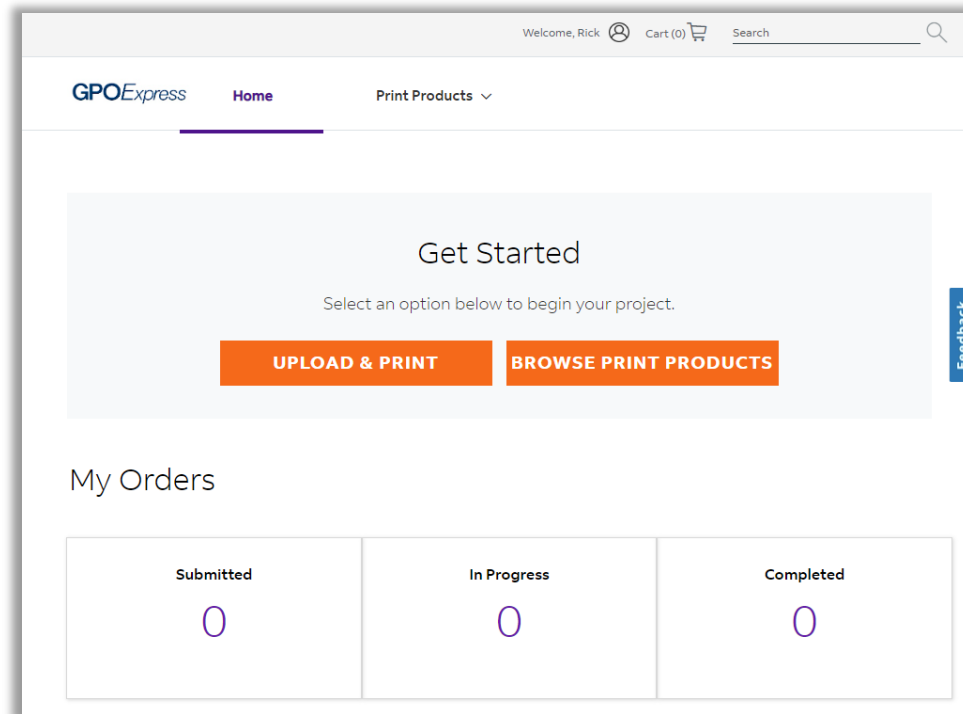 Welcome, Rick Cart (0) Search
GPOExpress Home Print Products
Get Started
Select an option below to begin your project.
UPLOAD & PRINT BROWSE PRINT PRODUCTS
Feedback
My Orders
Submitted In Progress Completed
0 0 0